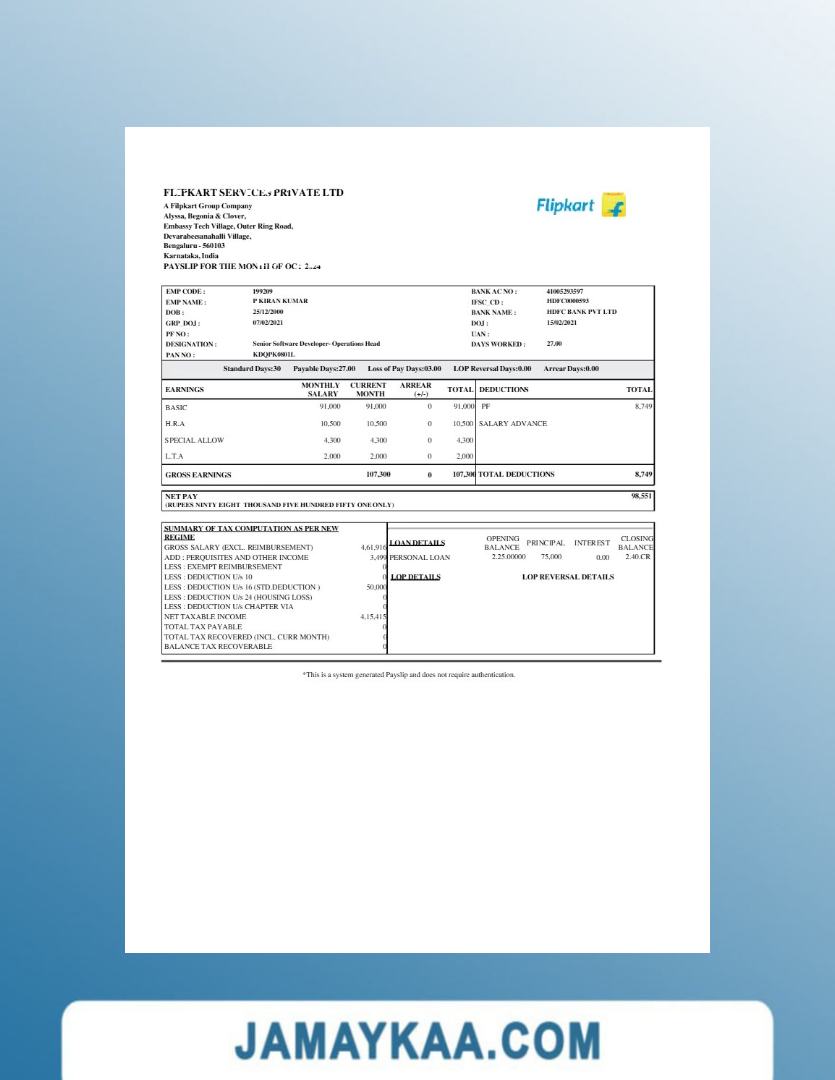 FLIPKART SERVICES PRIVATE LTD
A Filpkart Group Company
Alyssa, Begonia & Clover,
Embassy Tech Village, Outer Ring Road,
Devarabeesanahalli Village,
Bengaluru - 560103
Karnataka, India
PAYSLIP FOR THE MONTH OF OCT 2024
Flipkart
EMP CODE : 199209 BANK AC NO : 41005293597
EMP NAME : P KIRAN KUMAR IFSC_CD : HDFC0000593
DOB : 25/12/2000 BANK NAME : HDFC BANK PVT LTD
GRP_DOJ : 07/02/2021 DOJ : 15/02/2021
PF NO : UAN :
DESIGNATION : Senior Software Developer- Operations Head DAYS WORKED : 27.00
PAN NO : KDQPK0801L
Standard Days:30 Payable Days:27.00 Loss of Pay Days:03.00 LOP Reversal Days:0.00 Arrear Days:0.00
EARNINGS MONTHLY SALARY CURRENT MONTH ARREAR (+/-) TOTAL DEDUCTIONS TOTAL
BASIC 91,000 91,000 0 91,000 PF 8,749
H.R.A 10,500 10,500 0 10,500 SALARY ADVANCE
SPECIAL ALLOW 4,300 4,300 0 4,300
L.T.A 2,000 2,000 0 2,000
GROSS EARNINGS 107,300 0 107,300 TOTAL DEDUCTIONS 8,749
NET PAY 98,551
(RUPEES NINTY EIGHT THOUSAND FIVE HUNDRED FIFTY ONE ONLY)
SUMMARY OF TAX COMPUTATION AS PER NEW
REGIME
GROSS SALARY (EXCL. REIMBURSEMENT) 4,61,916
ADD : PERQUISITES AND OTHER INCOME 3,499
LESS : EXEMPT REIMBURSEMENT 0
LESS : DEDUCTION U/s 10 0
LESS : DEDUCTION U/s 16 (STD.DEDUCTION ) 50,000
LESS : DEDUCTION U/s 24 (HOUSING LOSS) 0
LESS : DEDUCTION U/s CHAPTER VIA 0
NET TAXABLE INCOME 4,15,415
TOTAL TAX PAYABLE 0
TOTAL TAX RECOVERED (INCL. CURR MONTH) 0
BALANCE TAX RECOVERABLE 0
LOAN DETAILS OPENING BALANCE PRINCIPAL INTEREST CLOSING BALANCE
PERSONAL LOAN 2.25.00000 75,000 0.00 2.40.CR
LOP DETAILS LOP REVERSAL DETAILS
*This is a system generated Payslip and does not require authentication.
JAMAYKAA.COM